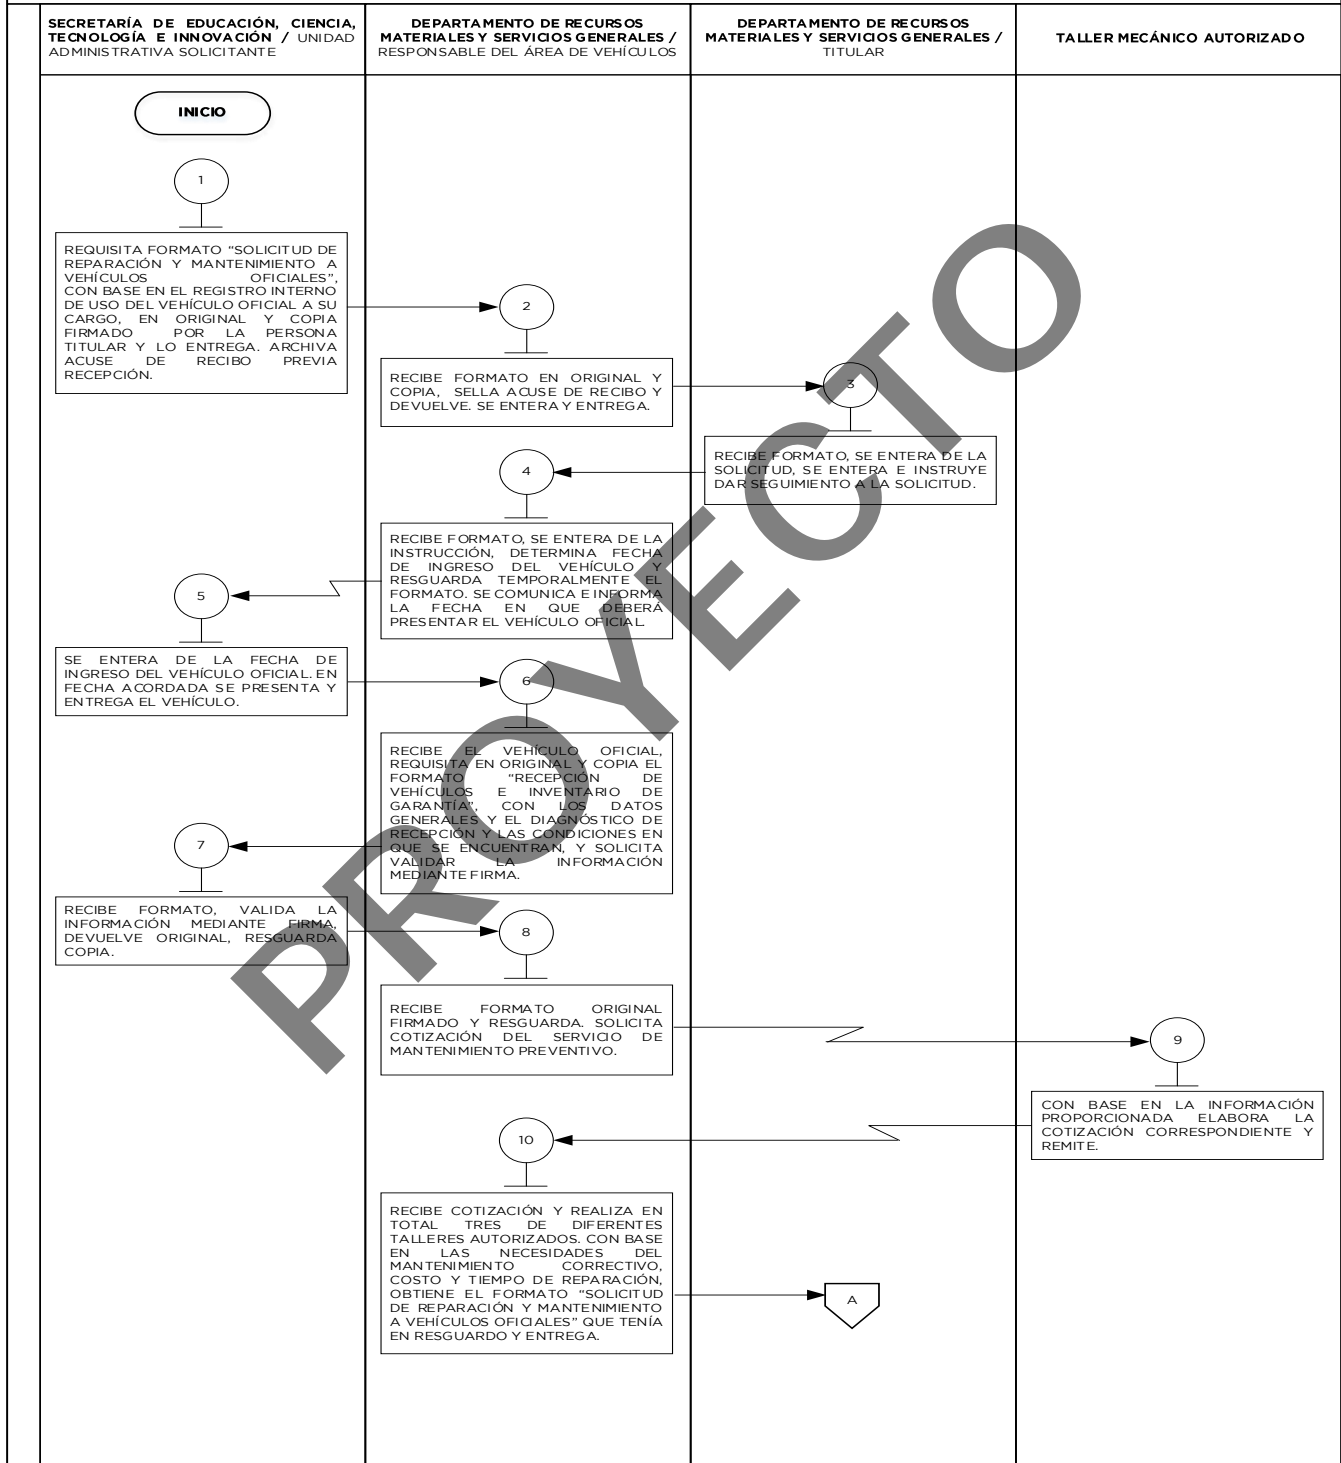 SECRETARÍA DE EDUCACIÓN, CIENCIA,
TECNOLOGÍA E INNOVACIÓN / UNIDAD
ADMINISTRATIVA SOLICITANTE
DEPARTAMENTO DE RECURSOS
MATERIALES Y SERVICIOS GENERALES /
RESPONSABLE DEL ÁREA DE VEHÍCULOS
DEPARTAMENTO DE RECURSOS
MATERIALES Y SERVICIOS GENERALES /
TITULAR
TALLER MECÁNICO AUTORIZADO
INICIO
1
REQUISITA FORMATO “SOLICITUD DE
REPARACIÓN Y MANTENIMIENTO A
VEHÍCULOS OFICIALES”,
CON BASE EN EL REGISTRO INTERNO
DE USO DEL VEHÍCULO OFICIAL A SU
CARGO, EN ORIGINAL Y COPIA
FIRMADO POR LA PERSONA
TITULAR Y LO ENTREGA. ARCHIVA
ACUSE DE RECIBO PREVIA
RECEPCIÓN.
2
RECIBE FORMATO EN ORIGINAL Y
COPIA, SELLA ACUSE DE RECIBO Y
DEVUELVE. SE ENTERA Y ENTREGA.
3
RECIBE FORMATO, SE ENTERA DE LA
SOLICITUD, SE ENTERA E INSTRUYE
DAR SEGUIMIENTO A LA SOLICITUD.
4
RECIBE FORMATO, SE ENTERA DE LA
INSTRUCCIÓN, DETERMINA FECHA
DE INGRESO DEL VEHÍCULO Y
RESGUARDA TEMPORALMENTE EL
FORMATO. SE COMUNICA E INFORMA
LA FECHA EN QUE DEBERÁ
PRESENTAR EL VEHÍCULO OFICIAL.
5
SE ENTERA DE LA FECHA DE
INGRESO DEL VEHÍCULO OFICIAL. EN
FECHA ACORDADA SE PRESENTA Y
ENTREGA EL VEHÍCULO.
6
RECIBE EL VEHÍCULO OFICIAL,
REQUISITA EN ORIGINAL Y COPIA EL
FORMATO “RECEPCIÓN DE
VEHÍCULOS E INVENTARIO DE
GARANTÍA”, CON LOS DATOS
GENERALES Y EL DIAGNÓSTICO DE
RECEPCIÓN Y LAS CONDICIONES EN
QUE SE ENCUENTRAN, Y SOLICITA
VALIDAR LA INFORMACIÓN
MEDIANTE FIRMA.
7
RECIBE FORMATO, VALIDA LA
INFORMACIÓN MEDIANTE FIRMA,
DEVUELVE ORIGINAL, RESGUARDA
COPIA.
8
RECIBE FORMATO ORIGINAL
FIRMADO Y RESGUARDA. SOLICITA
COTIZACIÓN DEL SERVICIO DE
MANTENIMIENTO PREVENTIVO.
9
CON BASE EN LA INFORMACIÓN
PROPORCIONADA ELABORA LA
COTIZACIÓN CORRESPONDIENTE Y
REMITE.
10
RECIBE COTIZACIÓN Y REALIZA EN
TOTAL TRES DE DIFERENTES
TALLERES AUTORIZADOS. CON BASE
EN LAS NECESIDADES DEL
MANTENIMIENTO CORRECTIVO,
COSTO Y TIEMPO DE REPARACIÓN,
OBTIENE EL FORMATO “SOLICITUD
DE REPARACIÓN Y MANTENIMIENTO
A VEHÍCULOS OFICIALES” QUE TENÍA
EN RESGUARDO Y ENTREGA.
A
PROYECTO